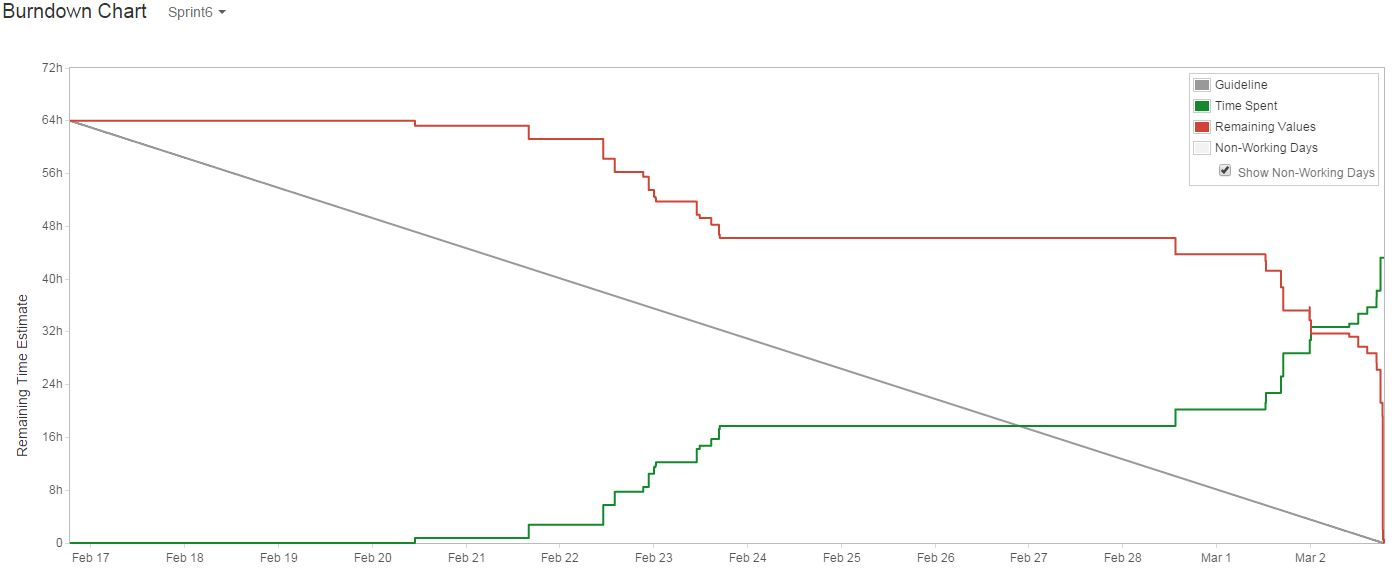 Burndown Chart Sprint6
72h
64h
56h
48h
40h
32h
24h
16h
8h
0
Remaining Time Estimate
Guideline
Time Spent
Remaining Values
Non-Working Days
Show Non-Working Days
Feb 17 Feb 18 Feb 19 Feb 20 Feb 21 Feb 22 Feb 23 Feb 24 Feb 25 Feb 26 Feb 27 Feb 28 Mar 1 Mar 2